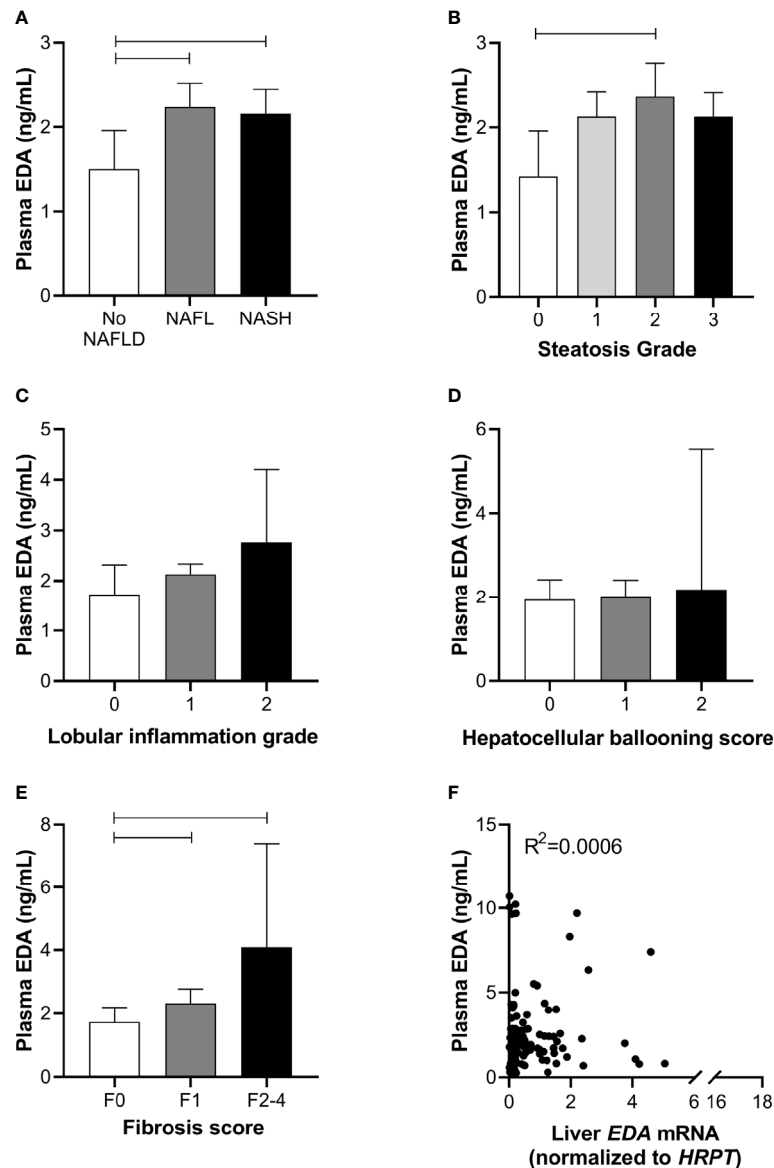 A
Plasma EDA (ng/mL)
3
2
1
0
No NAFLD
NAFL
NASH
B
Plasma EDA (ng/mL)
3
2
1
0
0 1 2 3
Steatosis Grade
C
Plasma EDA (ng/mL)
5
4
3
2
1
0
0 1 2
Lobular inflammation grade
D
Plasma EDA (ng/mL)
6
4
2
0
0 1 2
Hepatocellular ballooning score
E
Plasma EDA (ng/mL)
8
6
4
2
0
F0 F1 F2-4
Fibrosis score
F
Plasma EDA (ng/mL)
15
10
5
0
R²=0.0006
0 2 4 6 16 18
Liver EDA mRNA
(normalized to HRPT)